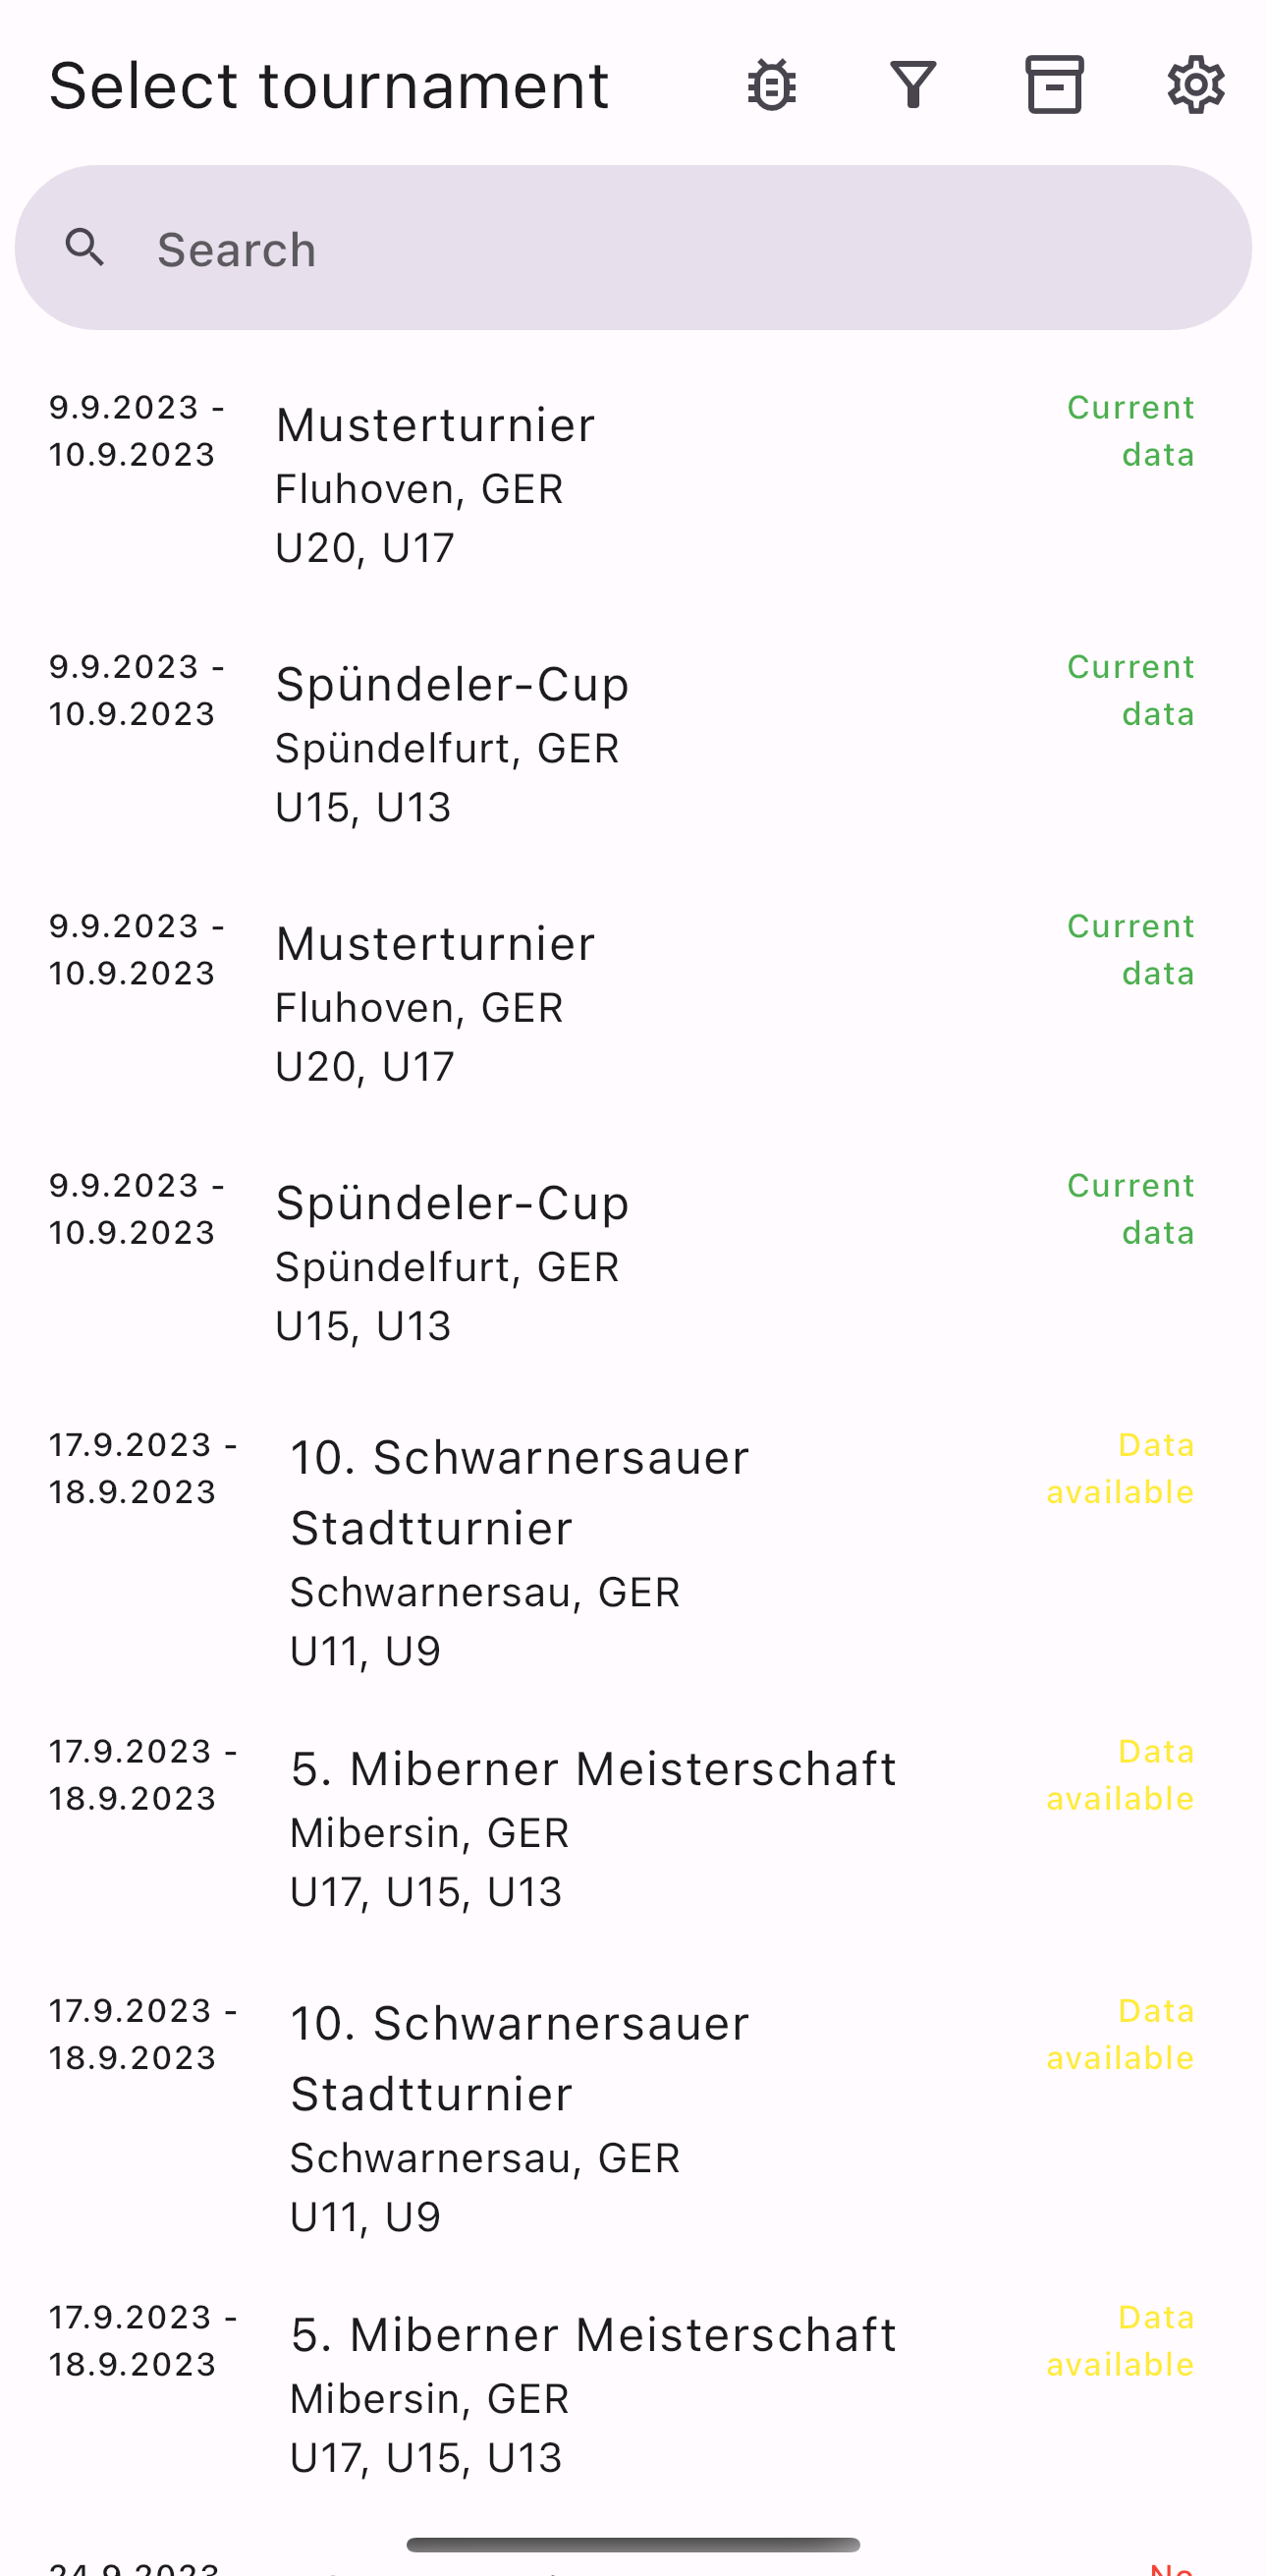 Select tournament
Search
9.9.2023 -
10.9.2023
Musterturnier
Fluhoven, GER
U20, U17
Current
data
9.9.2023 -
10.9.2023
Spündeler-Cup
Spündelfurt, GER
U15, U13
Current
data
9.9.2023 -
10.9.2023
Musterturnier
Fluhoven, GER
U20, U17
Current
data
9.9.2023 -
10.9.2023
Spündeler-Cup
Spündelfurt, GER
U15, U13
Current
data
17.9.2023 -
18.9.2023
10. Schwarnersauer
Stadtturnier
Schwarnersau, GER
U11, U9
Data
available
17.9.2023 -
18.9.2023
5. Miberner Meisterschaft
Mibersin, GER
U17, U15, U13
Data
available
17.9.2023 -
18.9.2023
10. Schwarnersauer
Stadtturnier
Schwarnersau, GER
U11, U9
Data
available
17.9.2023 -
18.9.2023
5. Miberner Meisterschaft
Mibersin, GER
U17, U15, U13
Data
available
24.9.2023
No